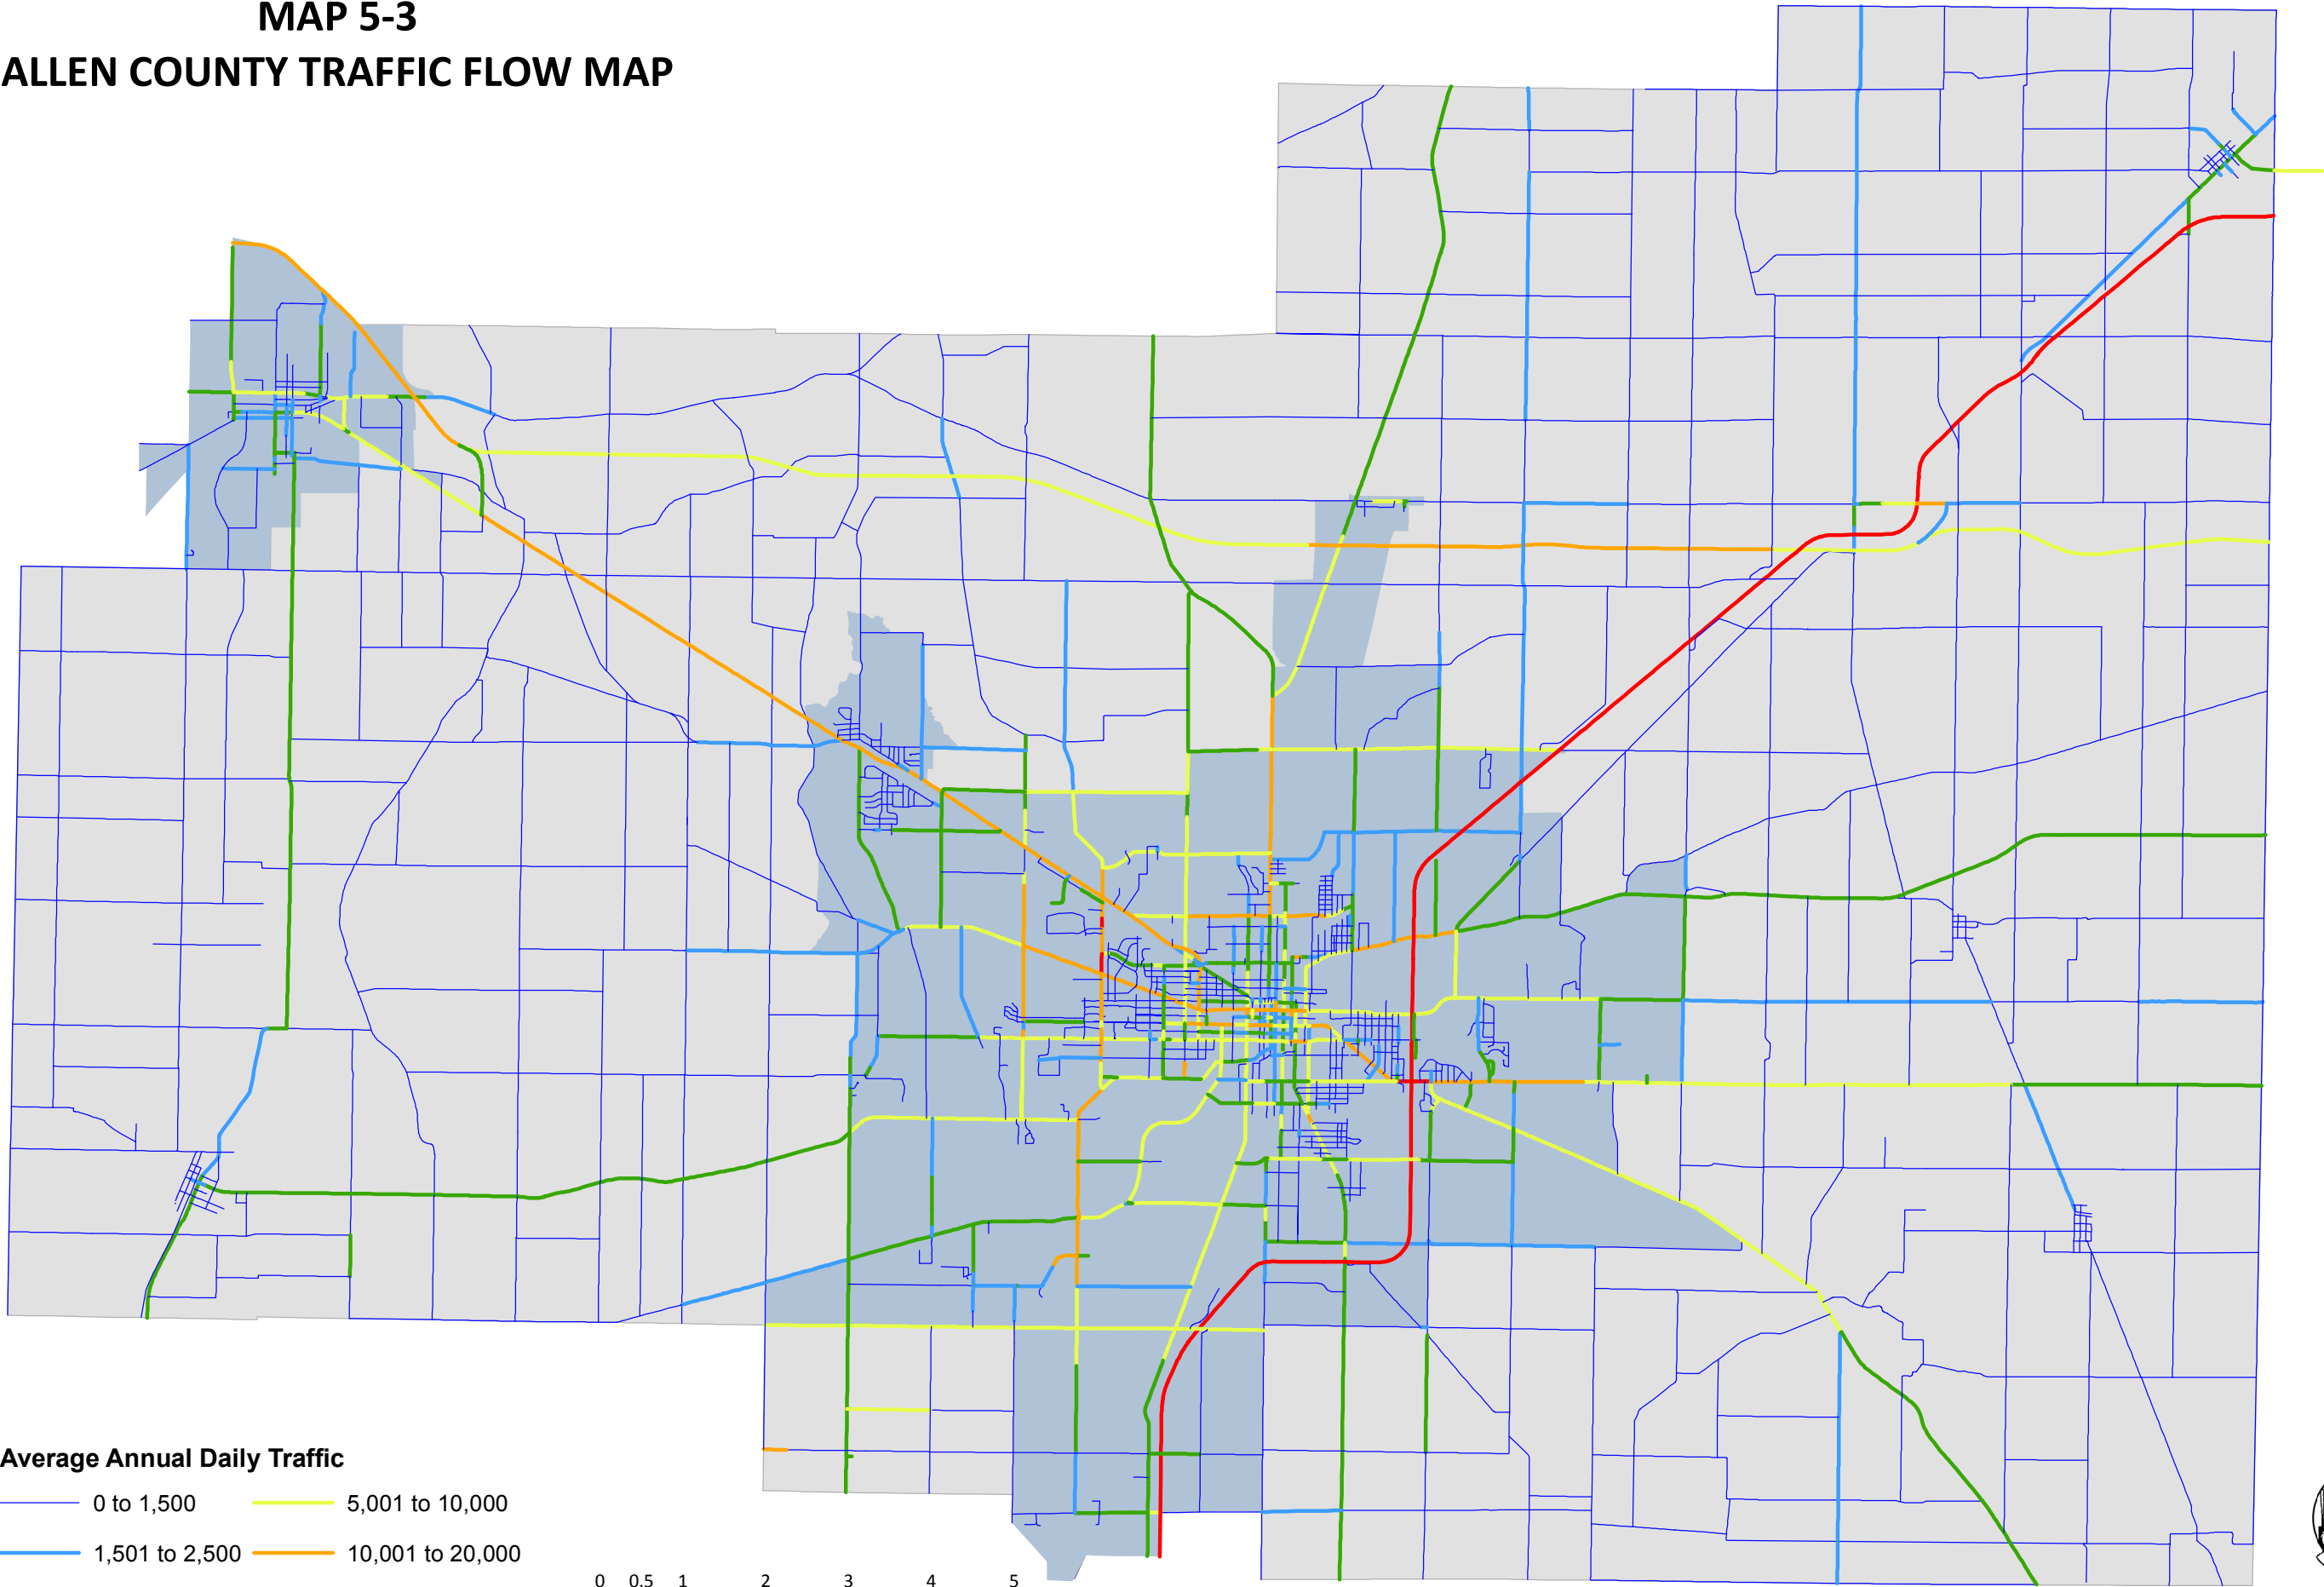 MAP 5-3
ALLEN COUNTY TRAFFIC FLOW MAP
Average Annual Daily Traffic
0 to 1,500 5,001 to 10,000
1,501 to 2,500 10,001 to 20,000
0 0.5 1 2 3 4 5